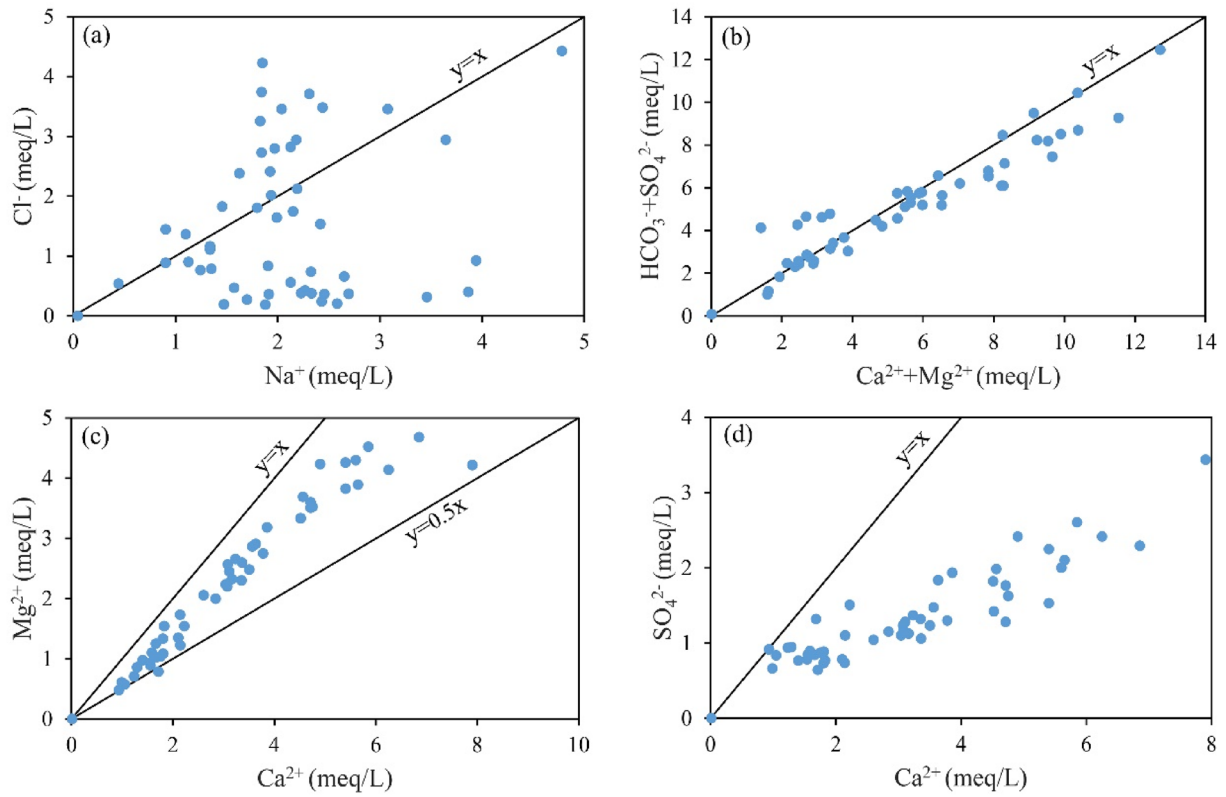 (a)
5
4
3
2
1
0
0
1
2
3
4
5
y=x
Cl⁻ (meq/L)
Na⁺ (meq/L)
(b)
14
12
10
8
6
4
2
0
0
2
4
6
8
10
12
14
y=x
HCO₃⁻+SO₄²⁻ (meq/L)
Ca²⁺+Mg²⁺ (meq/L)
(c)
5
4
3
2
1
0
0
2
4
6
8
10
y=x
y=0.5x
Mg²⁺ (meq/L)
Ca²⁺ (meq/L)
(d)
4
3
2
1
0
0
2
4
6
8
y=x
SO₄²⁻ (meq/L)
Ca²⁺ (meq/L)